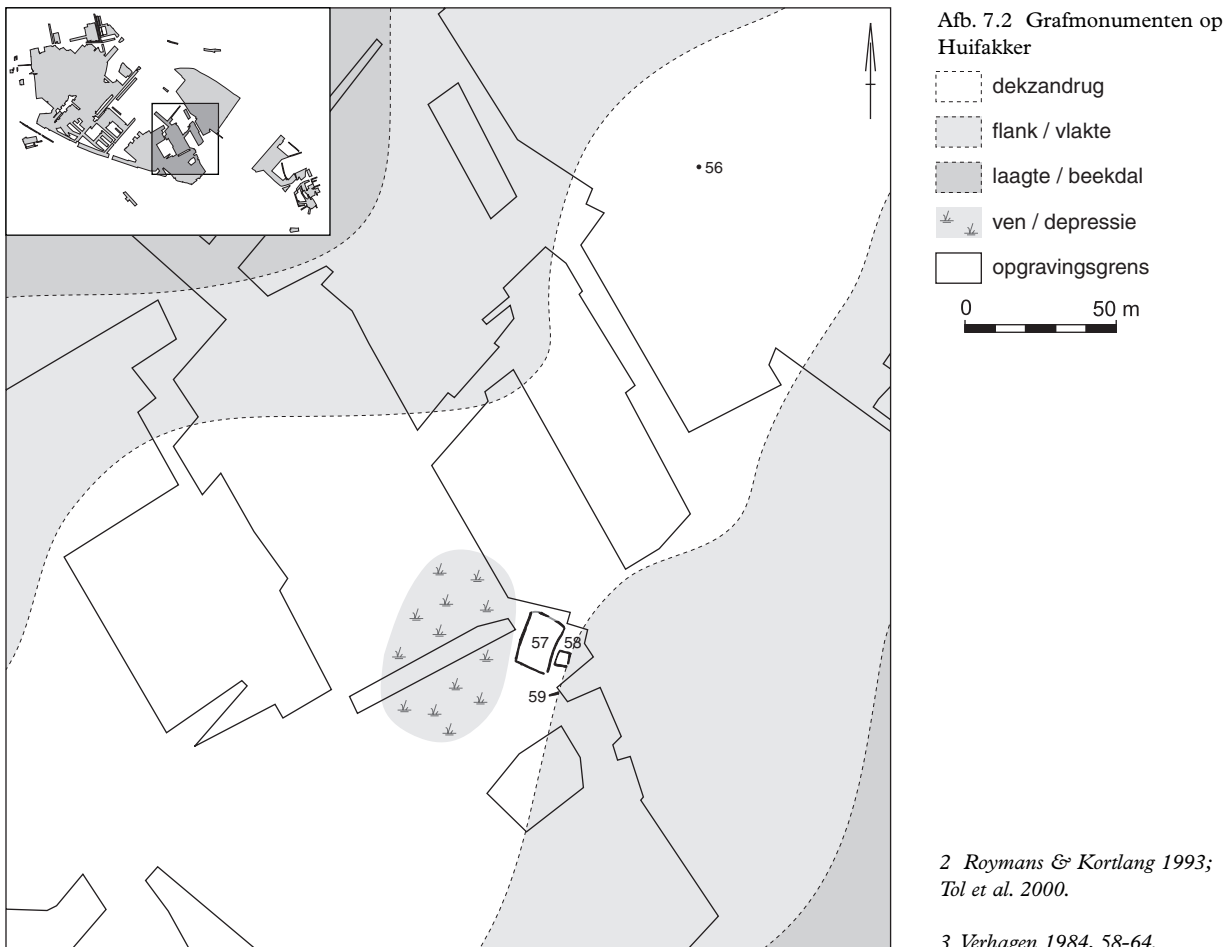 Afb. 7.2 Grafmonumenten op
Huifakker
dekzandrug
flank / vlakte
laagte / beekdal
ven / depressie
opgravingsgrens
0 50 m
56
57 58
59
2 Roymans & Kortlang 1993;
Tol et al. 2000.
3 Verhagen 1984, 58-64.